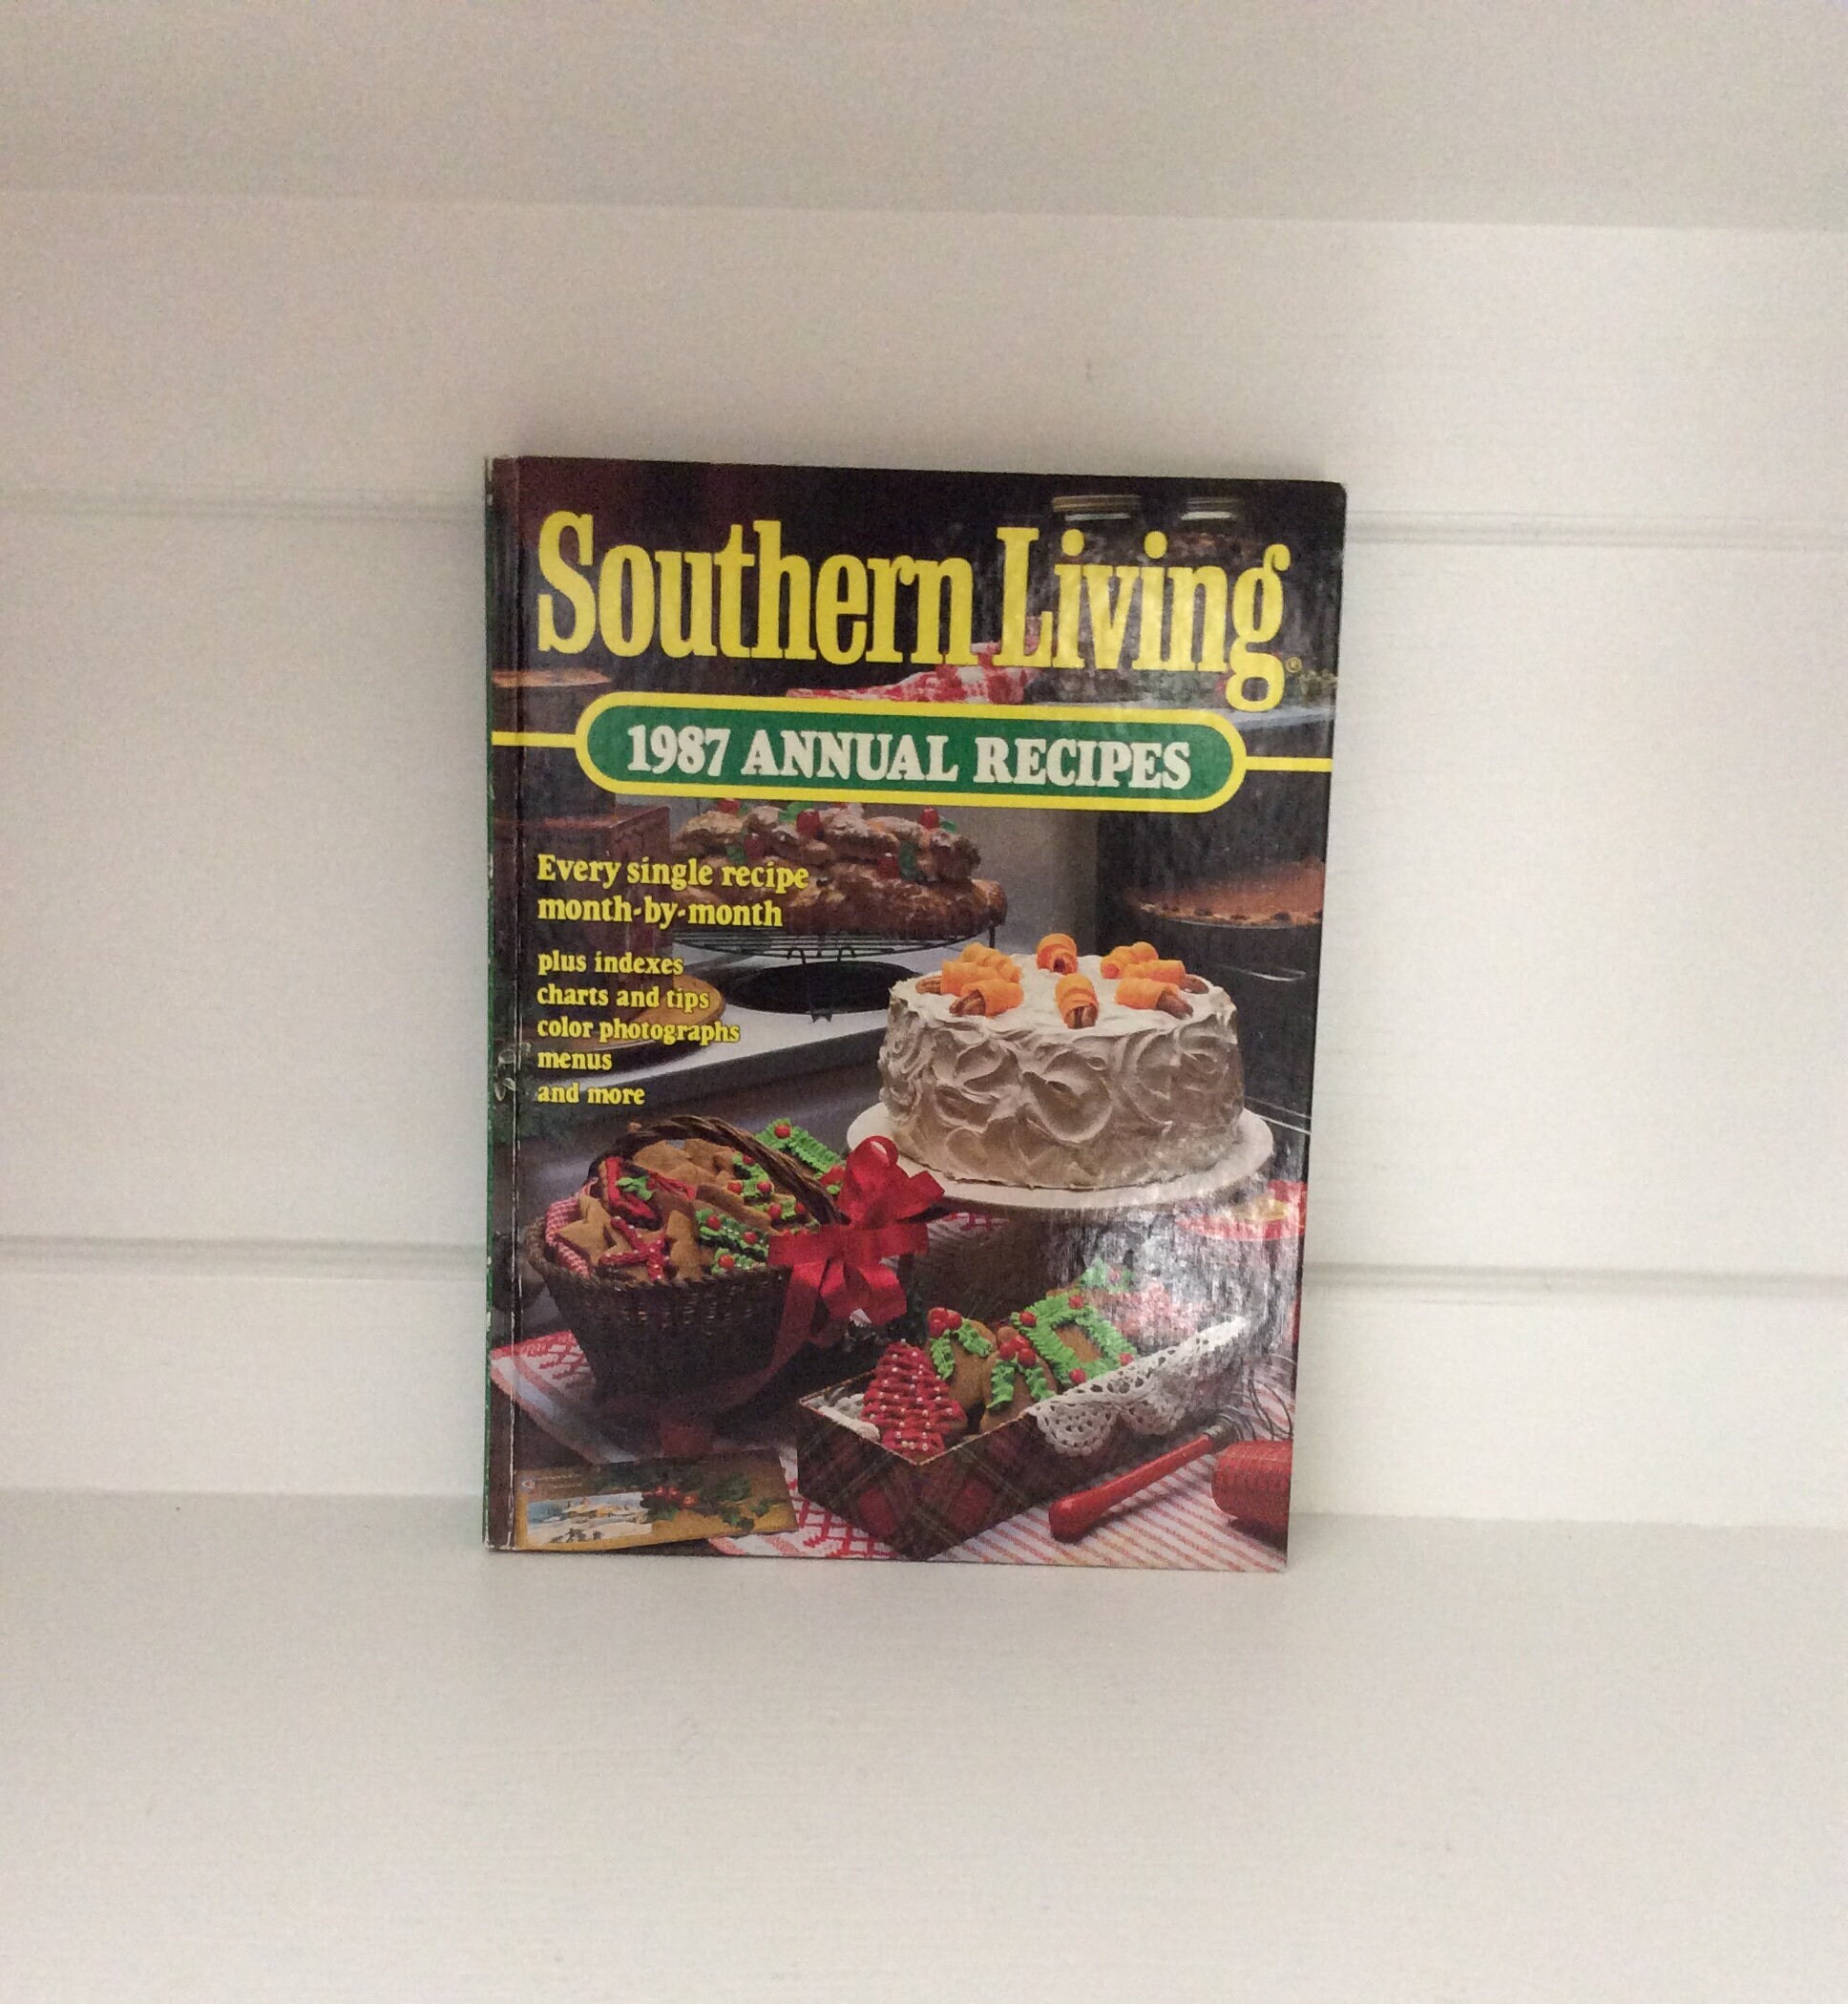 Southern Living®
1987 ANNUAL RECIPES
Every single recipe
month-by-month
plus indexes
charts and tips
color photographs
menus
and more